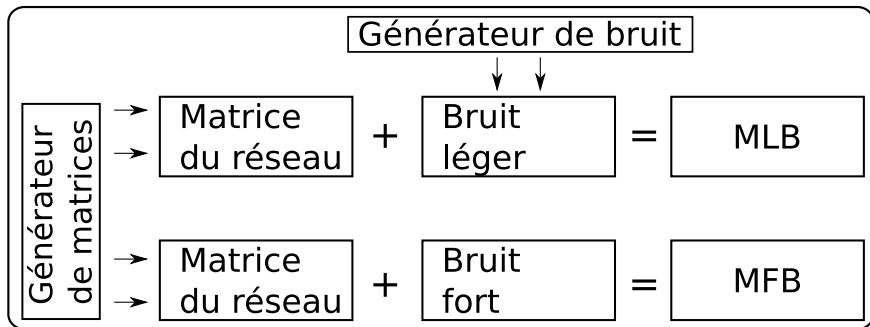 Générateur de bruit
Générateur
de matrices
Matrice
du réseau
+
Bruit
léger
=
MLB
Matrice
du réseau
+
Bruit
fort
=
MFB